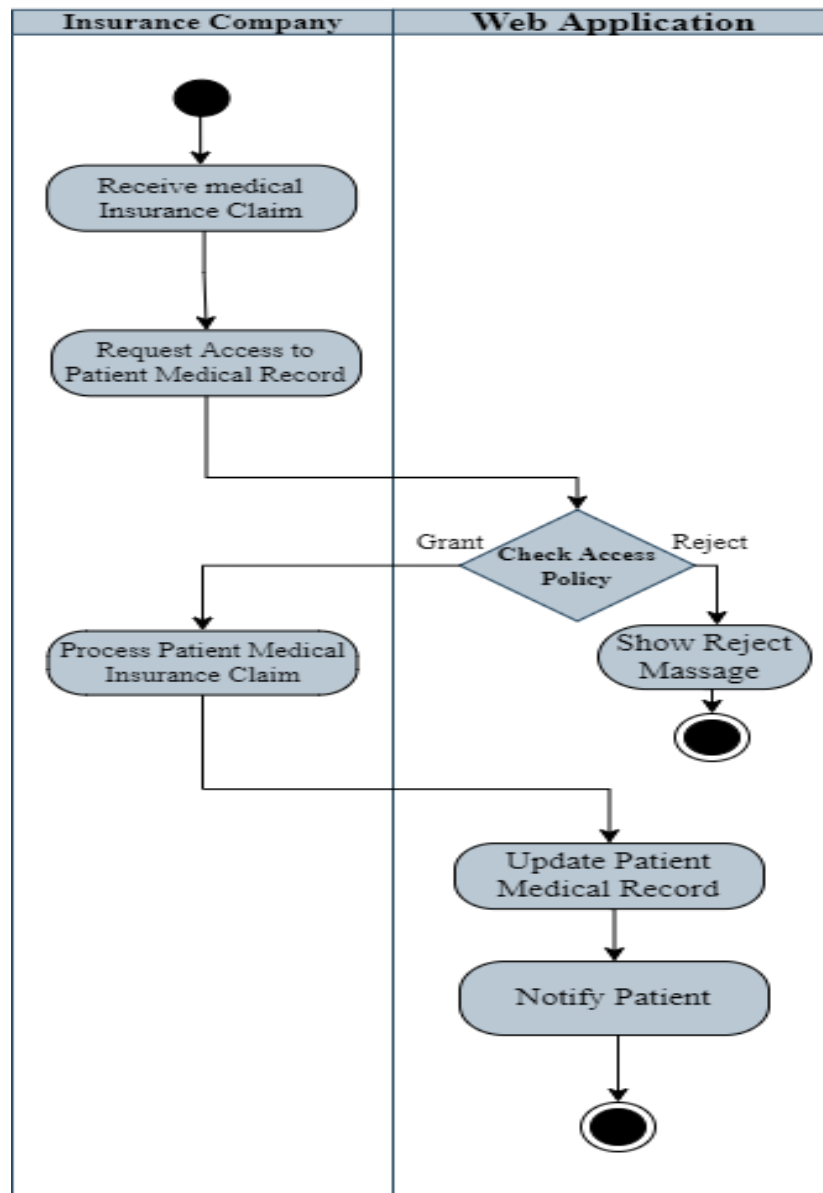 Insurance Company
Web Application
Receive medical
Insurance Claim
Request Access to
Patient Medical Record
Grant
Check Access
Policy
Reject
Process Patient Medical
Insurance Claim
Show Reject
Massage
Update Patient
Medical Record
Notify Patient